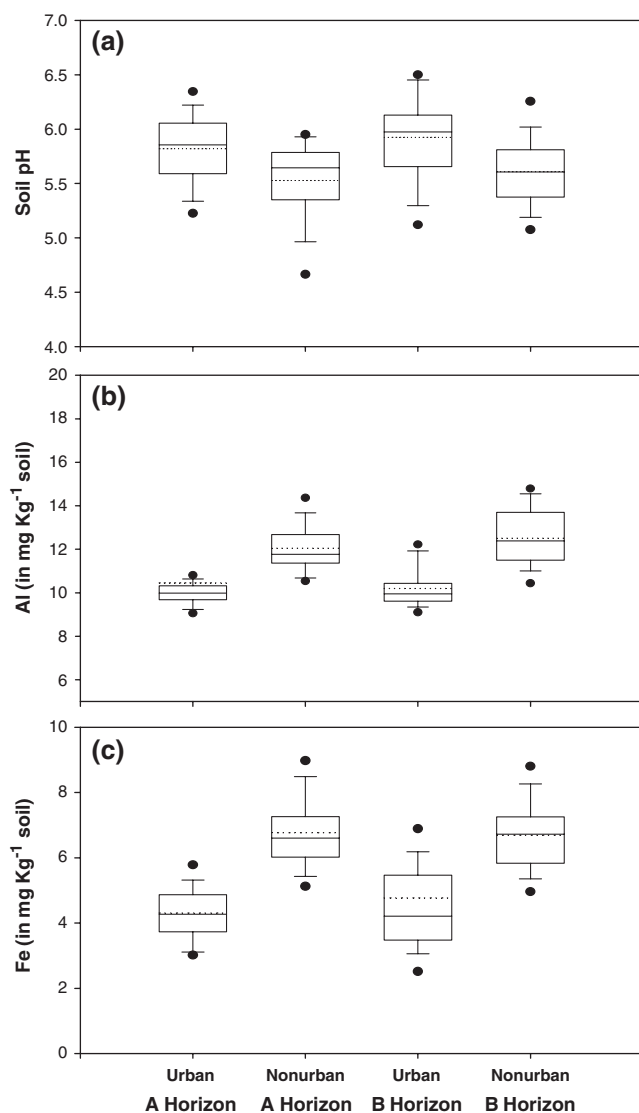 (a)
Soil pH
7.0
6.5
6.0
5.5
5.0
4.5
4.0
(b)
Al (in mg Kg⁻¹ soil)
20
18
16
14
12
10
8
6
(c)
Fe (in mg Kg⁻¹ soil)
10
8
6
4
2
0
Urban Nonurban Urban Nonurban
A Horizon A Horizon B Horizon B Horizon